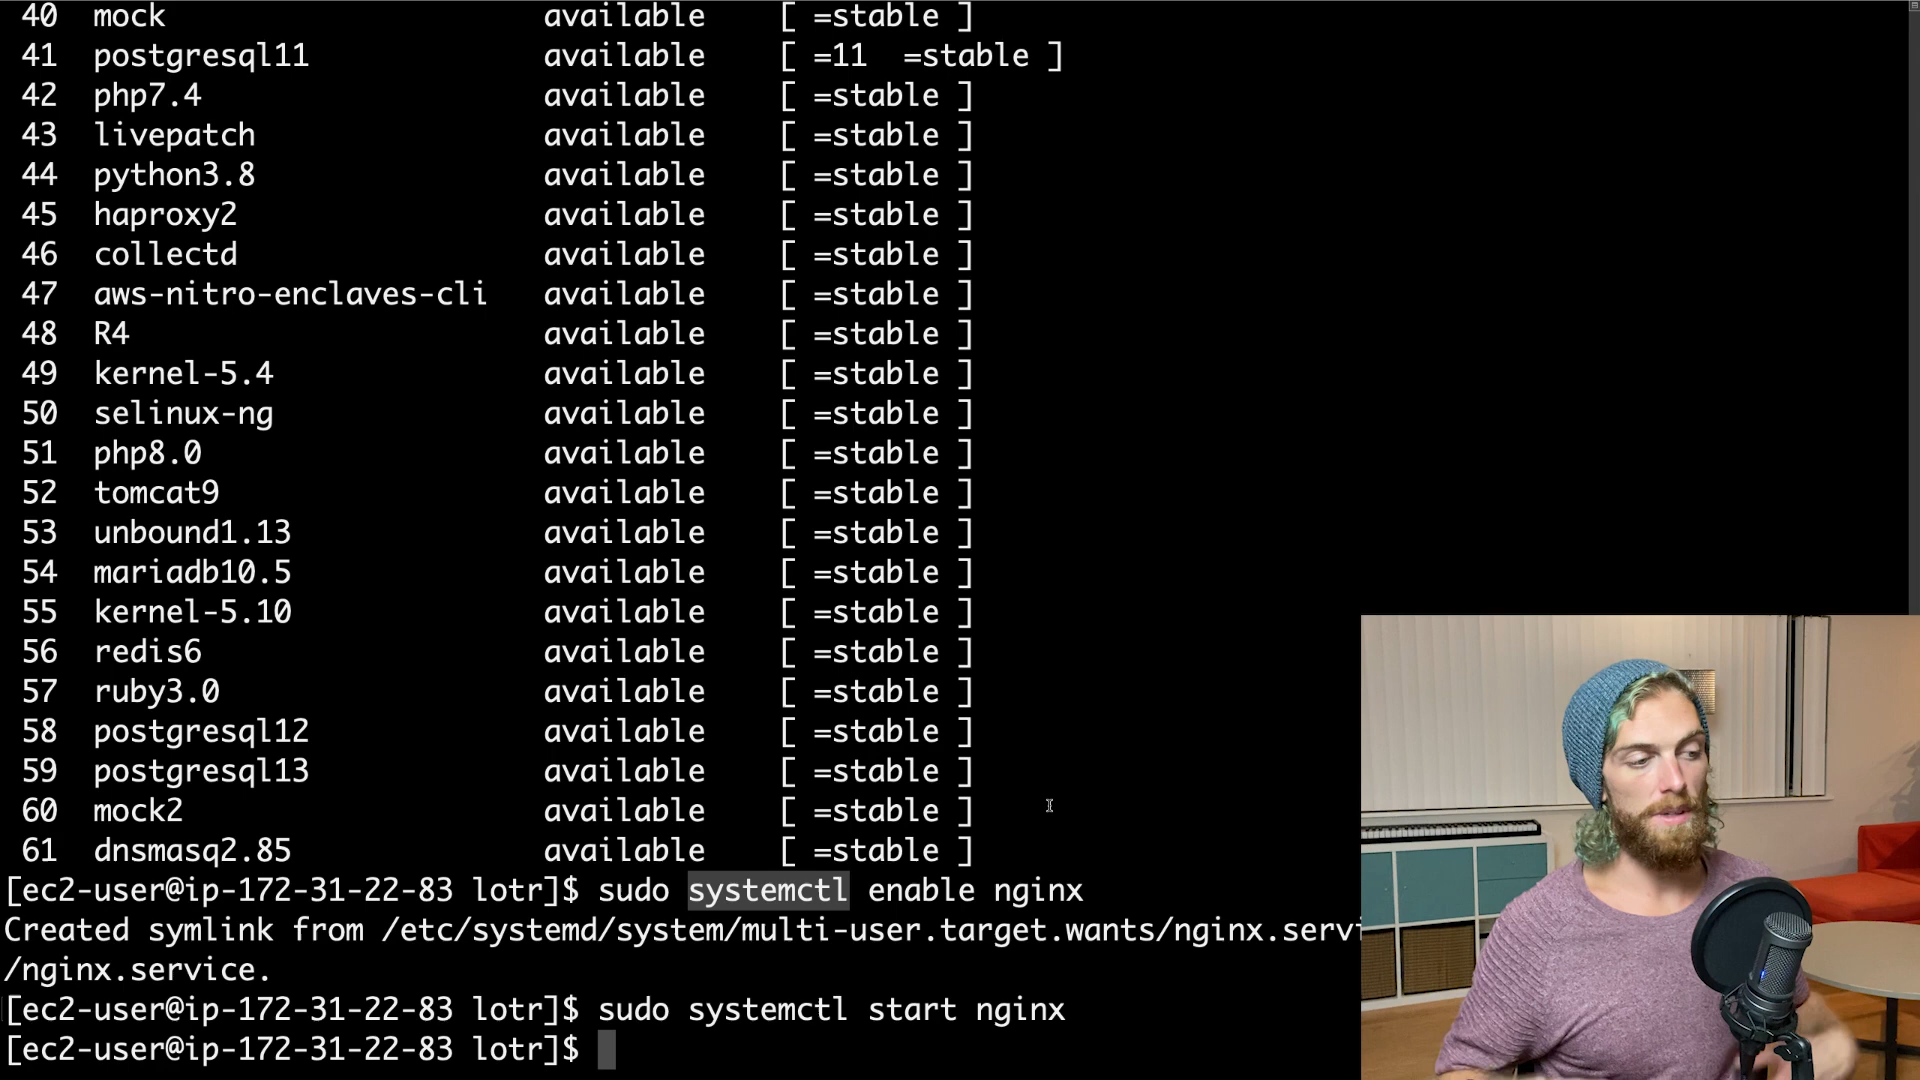 40 mock available [ =stable ]
41 postgresql11 available [ =11 =stable ]
42 php7.4 available [ =stable ]
43 livepatch available [ =stable ]
44 python3.8 available [ =stable ]
45 haproxy2 available [ =stable ]
46 collectd available [ =stable ]
47 aws-nitro-enclaves-cli available [ =stable ]
48 R4 available [ =stable ]
49 kernel-5.4 available [ =stable ]
50 selinux-ng available [ =stable ]
51 php8.0 available [ =stable ]
52 tomcat9 available [ =stable ]
53 unbound1.13 available [ =stable ]
54 mariadb10.5 available [ =stable ]
55 kernel-5.10 available [ =stable ]
56 redis6 available [ =stable ]
57 ruby3.0 available [ =stable ]
58 postgresql12 available [ =stable ]
59 postgresql13 available [ =stable ]
60 mock2 available [ =stable ]
61 dnsmasq2.85 available [ =stable ]
[ec2-user@ip-172-31-22-83 lotr]$ sudo systemctl enable nginx
Created symlink from /etc/systemd/system/multi-user.target.wants/nginx.servi
/nginx.service.
[ec2-user@ip-172-31-22-83 lotr]$ sudo systemctl start nginx
[ec2-user@ip-172-31-22-83 lotr]$